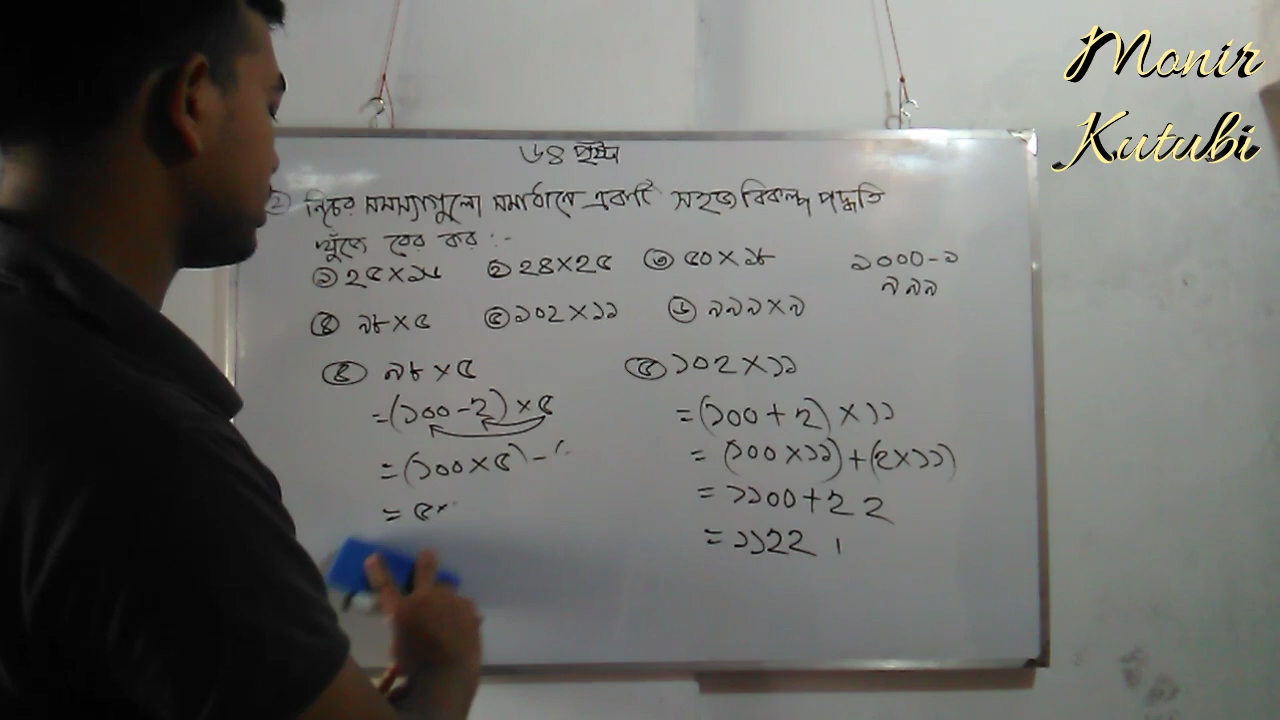 Monir
Kutubi
৬৪ পৃষ্ঠা
২ নিচের সমস্যাগুলো সমাধানে একটি সহজ বিকল্প পদ্ধতি
খুঁজে বের কর :-
১ ২৫×১৬ ২ ২৪×২৫ ৩ ৫০×১৮ ১০০০-১
৯৯৯
৪ ৯৮×৫ ৫ ১০২×১১ ৬ ৯৯৯×৯
৪ ৯৮×৫ ৫ ১০২×১১
=(১০০-২)×৫ =(১০০+২)×১১
=(১০০×৫)- =(১০০×১১)+(২×১১)
=৫ =১১০০+২২
=১১২২।